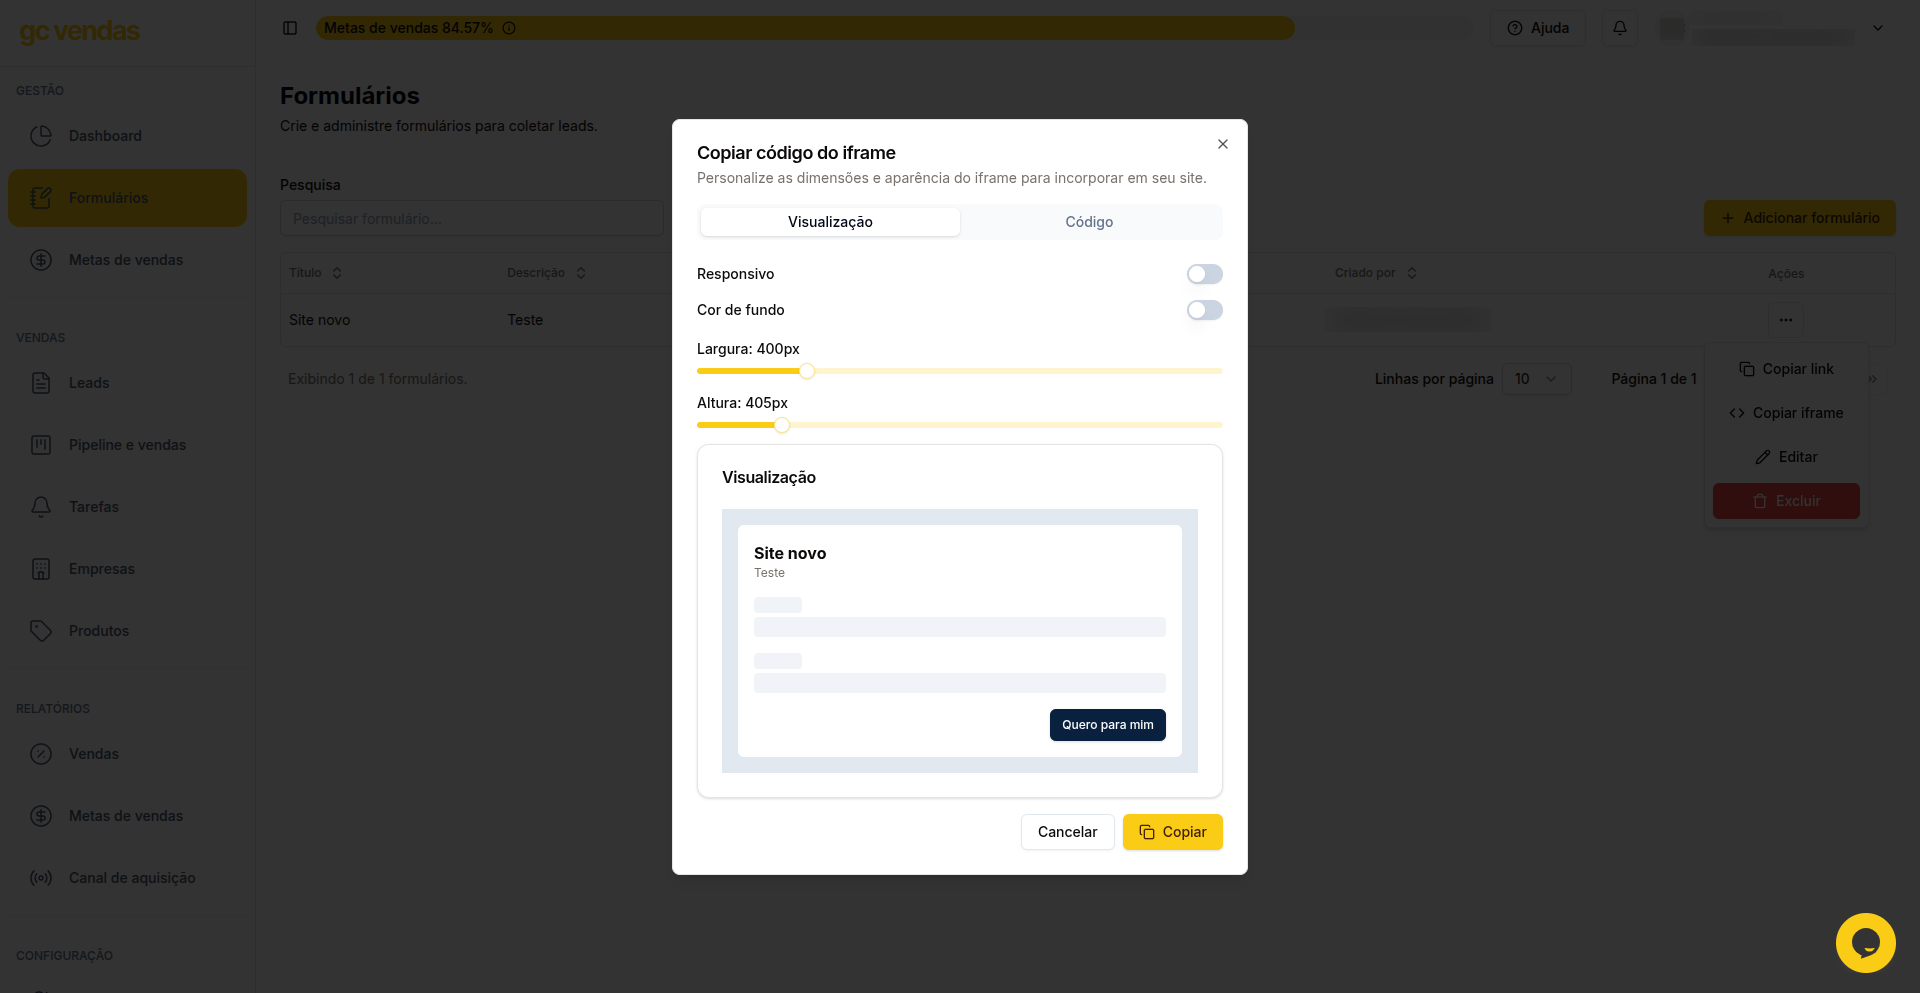 gc vendas
Metas de vendas 84.57%
Ajuda
GESTÃO
Dashboard
Formulários
Metas de vendas
VENDAS
Leads
Pipeline e vendas
Tarefas
Empresas
Produtos
RELATÓRIOS
Vendas
Metas de vendas
Canal de aquisição
CONFIGURAÇÃO
Formulários
Crie e administre formulários para coletar leads.
Pesquisa
Pesquisar formulário...
Adicionar formulário
Título Descrição Criado por Ações
Site novo Teste
Exibindo 1 de 1 formulários.
Linhas por página 10 Página 1 de 1
Copiar link
Copiar iframe
Editar
Excluir
Copiar código do iframe
Personalize as dimensões e aparência do iframe para incorporar em seu site.
Visualização Código
Responsivo
Cor de fundo
Largura: 400px
Altura: 405px
Visualização
Site novo
Teste
Quero para mim
Cancelar Copiar